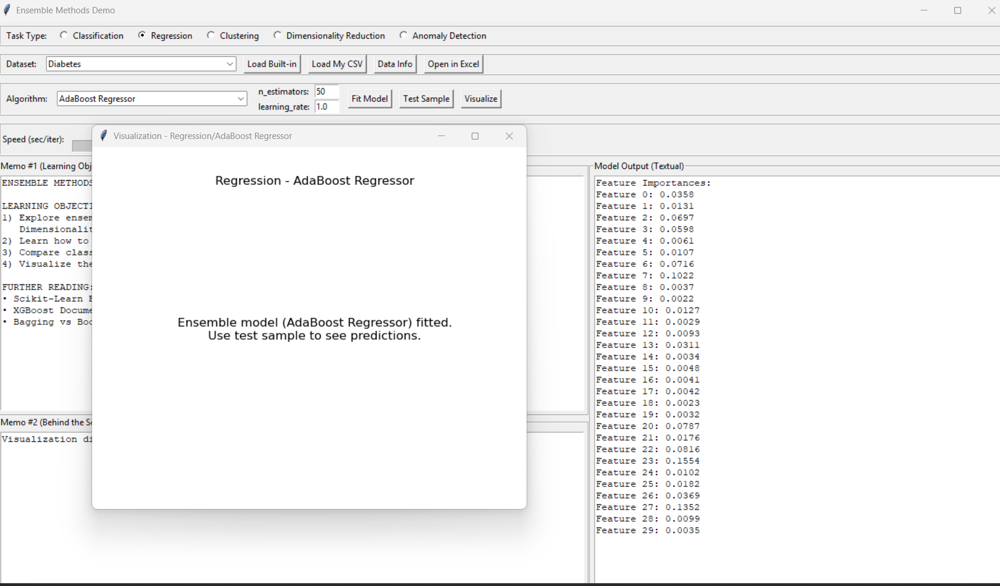 Ensemble Methods Demo
Task Type: Classification Regression Clustering Dimensionality Reduction Anomaly Detection
Dataset: Diabetes Load Built-in Load My CSV Data Info Open in Excel
Algorithm: AdaBoost Regressor n_estimators: 50 Fit Model Test Sample Visualize
learning_rate: 1.0
Speed (sec/iter):
Visualization - Regression/AdaBoost Regressor
Regression - AdaBoost Regressor
Ensemble model (AdaBoost Regressor) fitted.
Use test sample to see predictions.
Memo #1 (Learning Obj
ENSEMBLE METHODS
LEARNING OBJECTI
1) Explore ensem
Dimensionalit
2) Learn how to
3) Compare class
4) Visualize the
FURTHER READING:
• Scikit-Learn
• XGBoost Docume
• Bagging vs Boo
Memo #2 (Behind the Sc
Visualization di
Model Output (Textual)
Feature Importances:
Feature 0: 0.0358
Feature 1: 0.0131
Feature 2: 0.0697
Feature 3: 0.0598
Feature 4: 0.0061
Feature 5: 0.0107
Feature 6: 0.0716
Feature 7: 0.1022
Feature 8: 0.0037
Feature 9: 0.0022
Feature 10: 0.0127
Feature 11: 0.0029
Feature 12: 0.0093
Feature 13: 0.0311
Feature 14: 0.0034
Feature 15: 0.0048
Feature 16: 0.0041
Feature 17: 0.0042
Feature 18: 0.0023
Feature 19: 0.0032
Feature 20: 0.0787
Feature 21: 0.0176
Feature 22: 0.0816
Feature 23: 0.1554
Feature 24: 0.0102
Feature 25: 0.0182
Feature 26: 0.0369
Feature 27: 0.1352
Feature 28: 0.0099
Feature 29: 0.0035